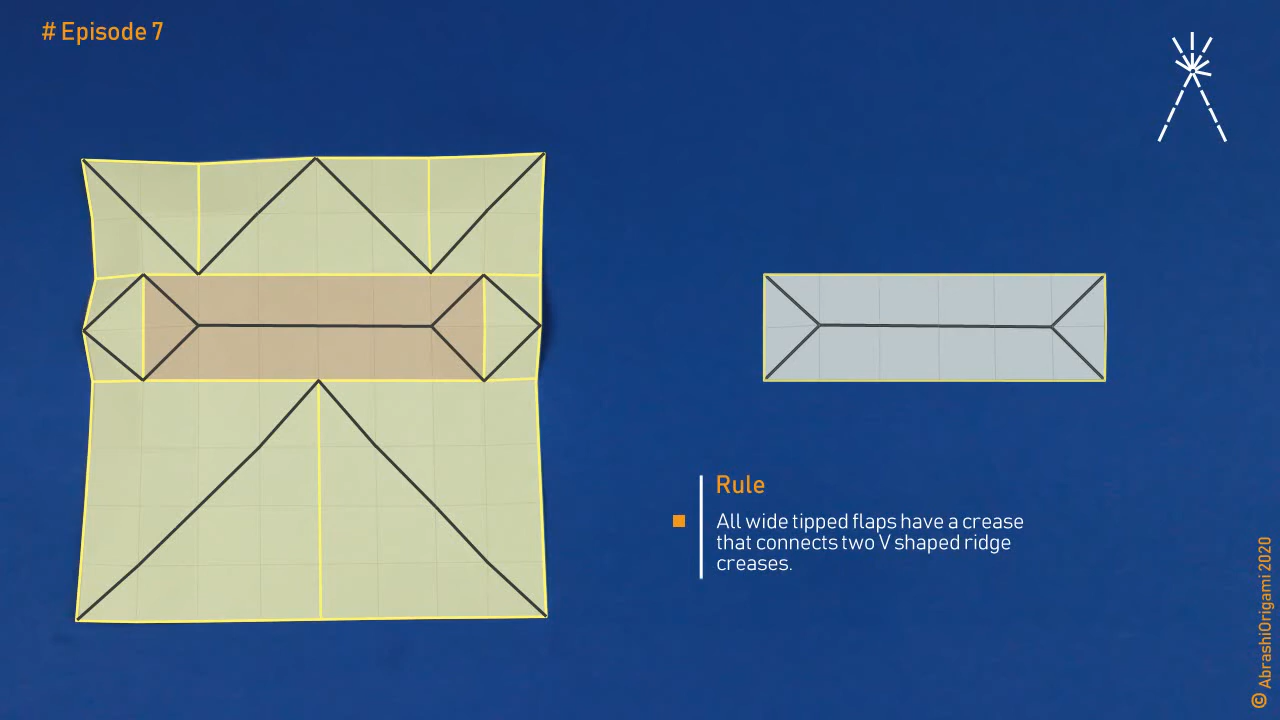 # Episode 7
Rule
All wide tipped flaps have a crease
that connects two V shaped ridge
creases.
© AbrashiOrigami 2020